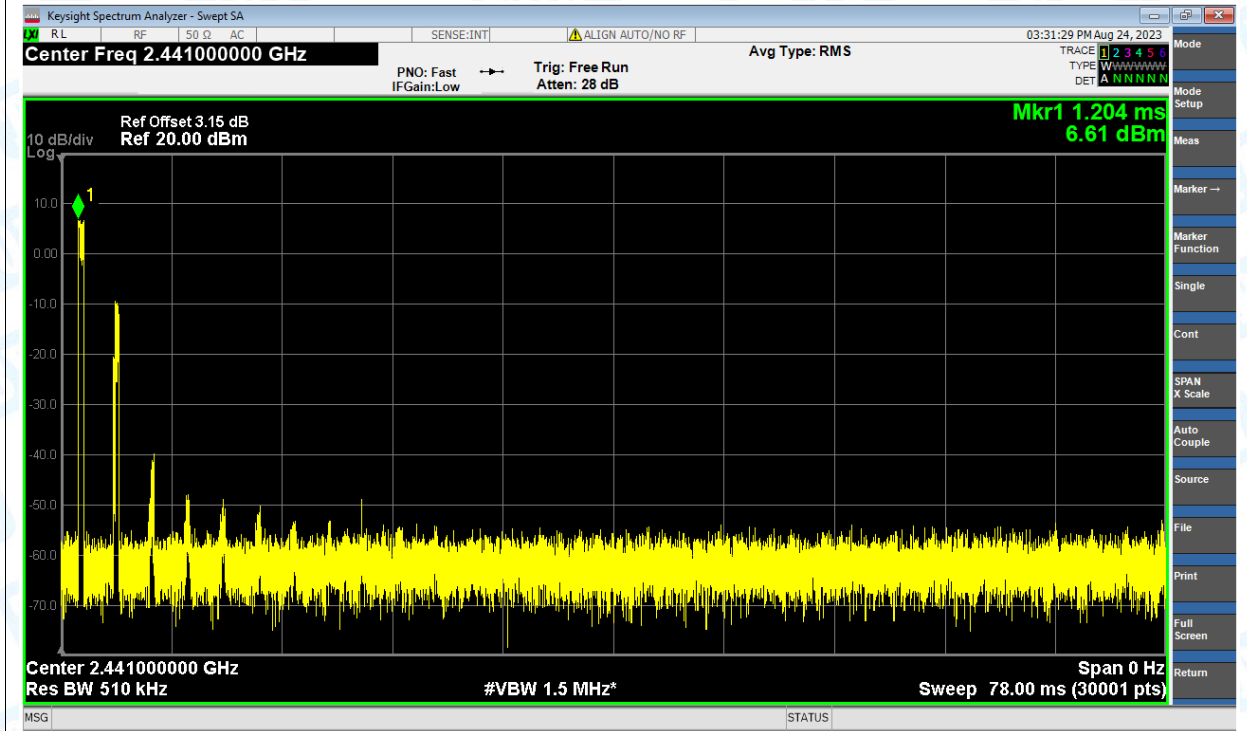 Keysight Spectrum Analyzer - Swept SA
LXI RL RF 50 Ω AC SENSE:INT ALIGN AUTO/NO RF 03:31:29 PM Aug 24, 2023
Center Freq 2.441000000 GHz
Avg Type: RMS
TRACE 1 2 3 4 5 6
PNO: Fast Trig: Free Run
TYPE WWWWWW
IFGain:Low Atten: 28 dB
DET A N N N N N
Mkr1 1.204 ms
Ref Offset 3.15 dB
6.61 dBm
10 dB/div Ref 20.00 dBm
Log
1
10.0
0.00
-10.0
-20.0
-30.0
-40.0
-50.0
-60.0
-70.0
Center 2.441000000 GHz Span 0 Hz
Res BW 510 kHz #VBW 1.5 MHz* Sweep 78.00 ms (30001 pts)
MSG STATUS
Mode
Mode
Setup
Meas
Marker→
Marker
Function
Single
Cont
SPAN
X Scale
Auto
Couple
Source
File
Print
Full
Screen
Return